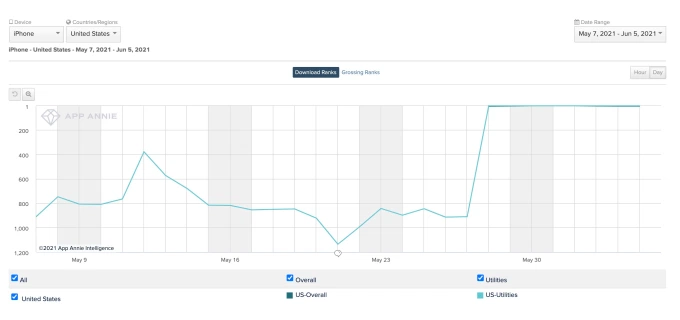 Device Countries/Regions Date Range
iPhone United States May 7, 2021 - Jun 5, 2021
iPhone - United States - May 7, 2021 - Jun 5, 2021
Download Ranks Grossing Ranks Hour Day
1
APP ANNIE
200
400
600
800
1,000
©2021 App Annie Intelligence
1,200
May 9 May 16 May 23 May 30
All Overall Utilities
United States US-Overall US-Utilities